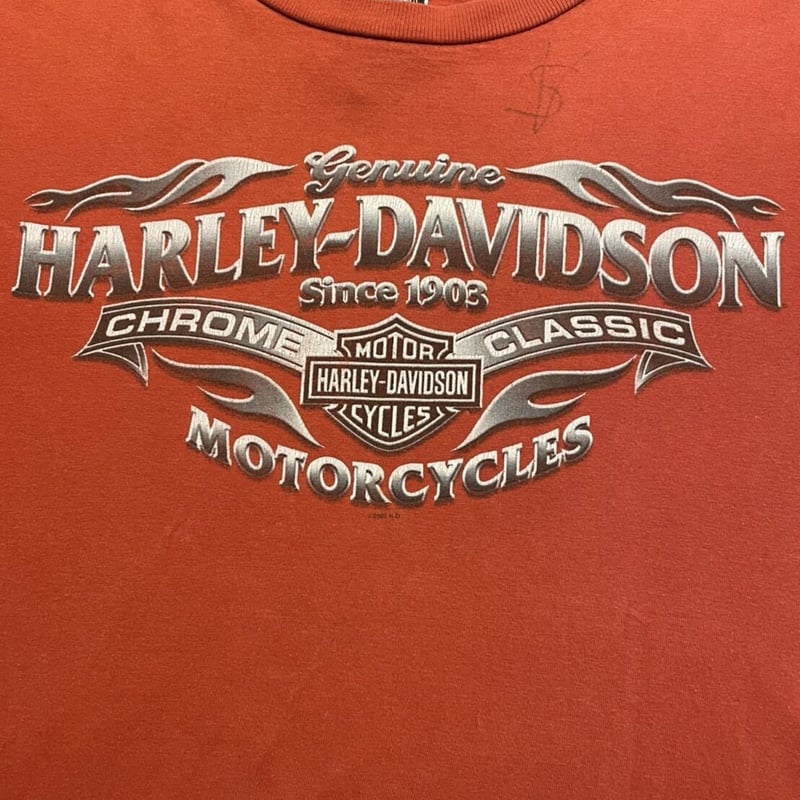 Genuine
HARLEY-DAVIDSON
Since 1903
CHROME CLASSIC
MOTOR
HARLEY-DAVIDSON
CYCLES
MOTORCYCLES